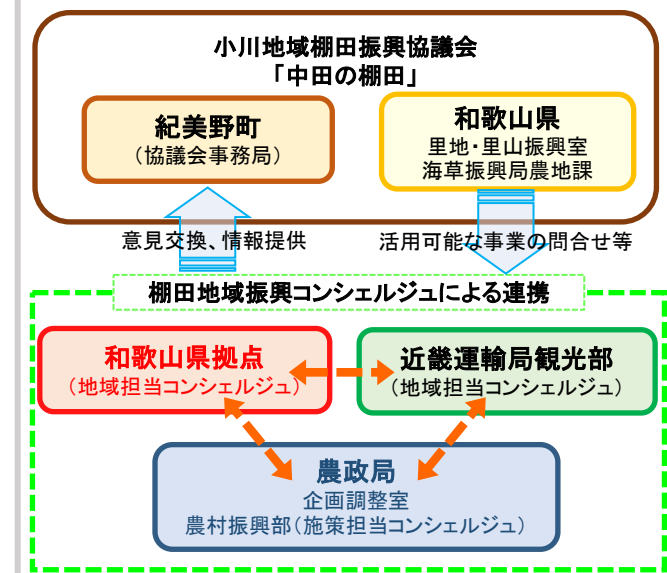 小川地域棚田振興協議会
「中田の棚田」
紀美野町
（協議会事務局）
和歌山県
里地・里山振興室
海草振興局農地課
意見交換、情報提供
活用可能な事業の問合せ等
棚田地域振興コンシェルジュによる連携
和歌山県拠点
（地域担当コンシェルジュ）
近畿運輸局観光部
（地域担当コンシェルジュ）
農政局
企画調整室
農村振興部（施策担当コンシェルジュ）